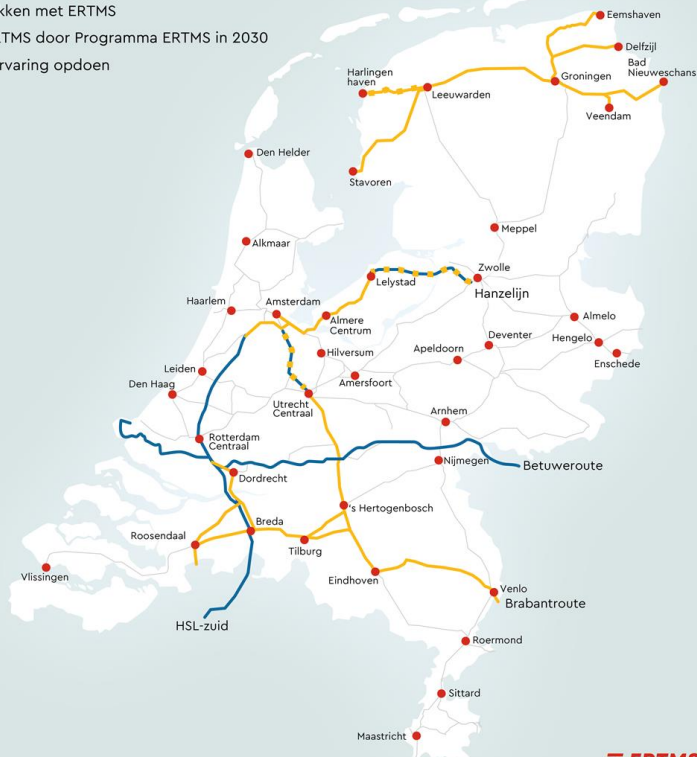 kken met ERTMS
RTMS door Programma ERTMS in 2030
rvaring opdoen
Eemshaven
Delfzijl
Bad
Nieuweschans
Groningen
Veendam
Harlingen
haven
Leeuwarden
Stavoren
Den Helder
Alkmaar
Meppel
Zwolle
Hanzelijn
Lelystad
Haarlem
Amsterdam
Almere
Centrum
Almelo
Hengelo
Enschede
Deventer
Apeldoorn
Hilversum
Amersfoort
Leiden
Den Haag
Utrecht
Centraal
Arnhem
Rotterdam
Centraal
Nijmegen
Betuweroute
Dordrecht
's Hertogenbosch
Breda
Roosendaal
Tilburg
Vlissingen
Eindhoven
Venlo
Brabantroute
HSL-zuid
Roermond
Sittard
Maastricht
ERTMS